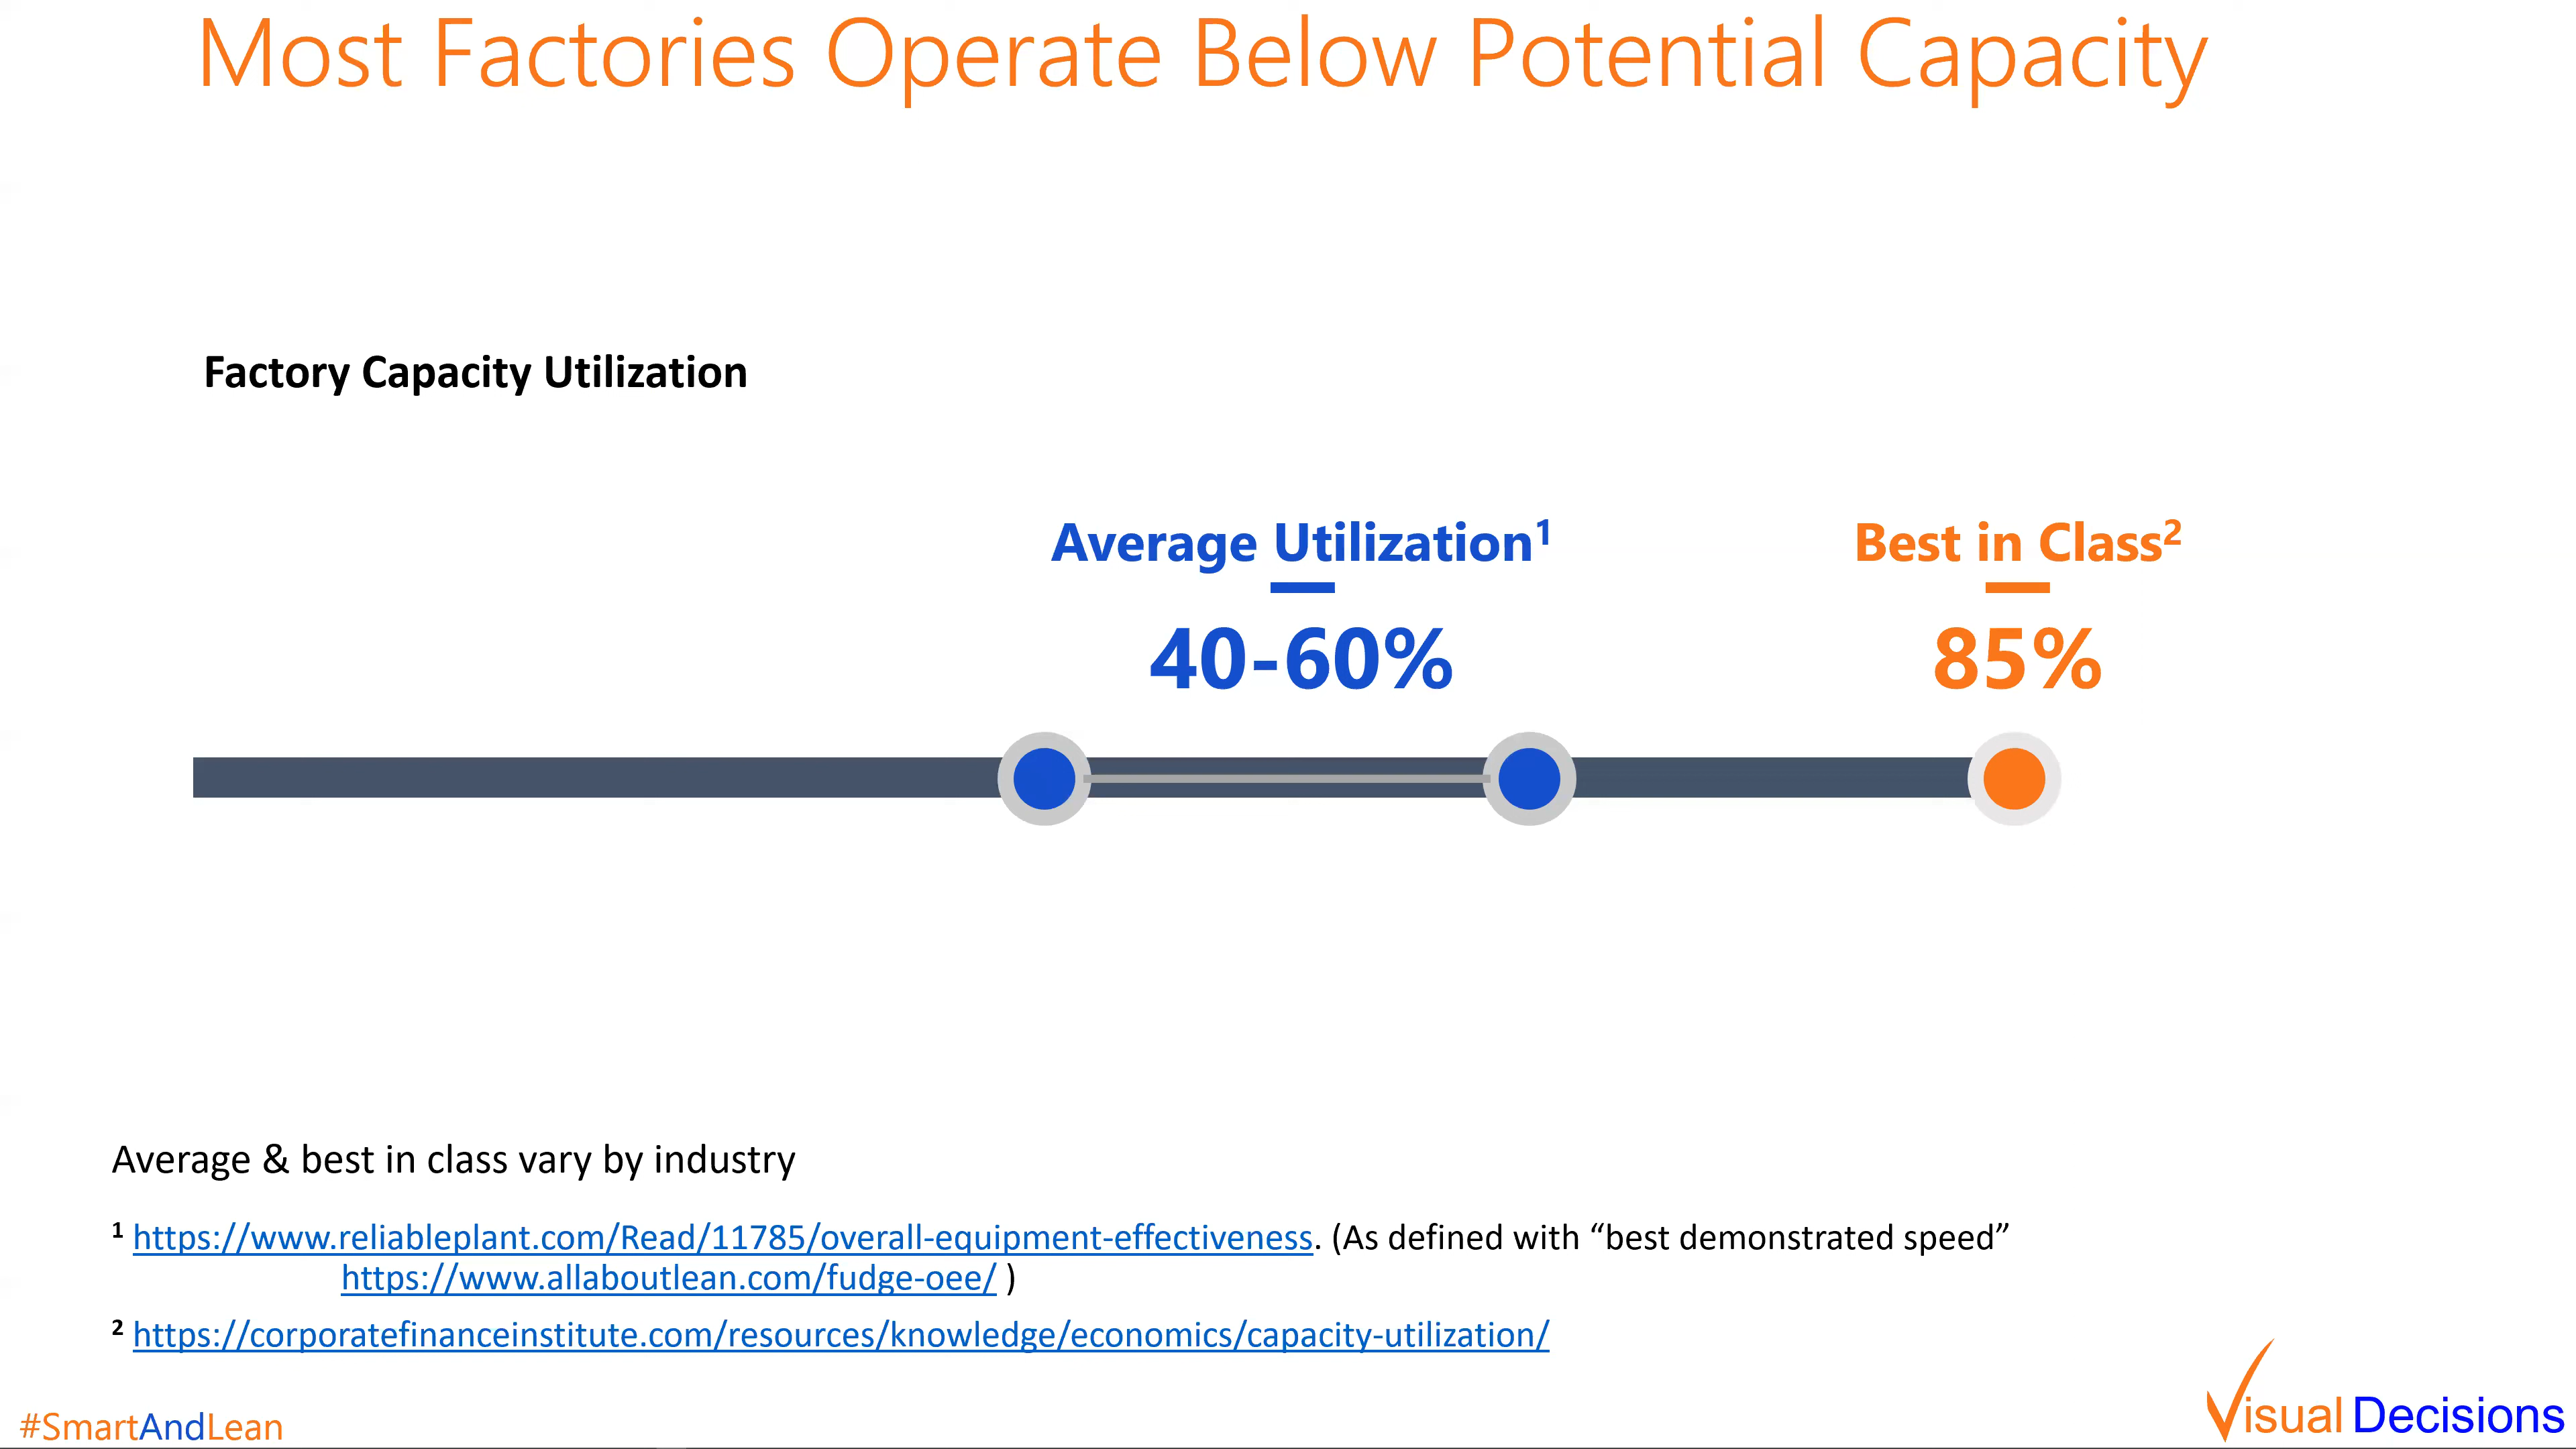 Most Factories Operate Below Potential Capacity
Factory Capacity Utilization
Average Utilization¹
40-60%
Best in Class²
85%
Average & best in class vary by industry
¹ https://www.reliableplant.com/Read/11785/overall-equipment-effectiveness. (As defined with “best demonstrated speed”
https://www.allaboutlean.com/fudge-oee/ )
² https://corporatefinanceinstitute.com/resources/knowledge/economics/capacity-utilization/
#SmartAndLean
Visual Decisions